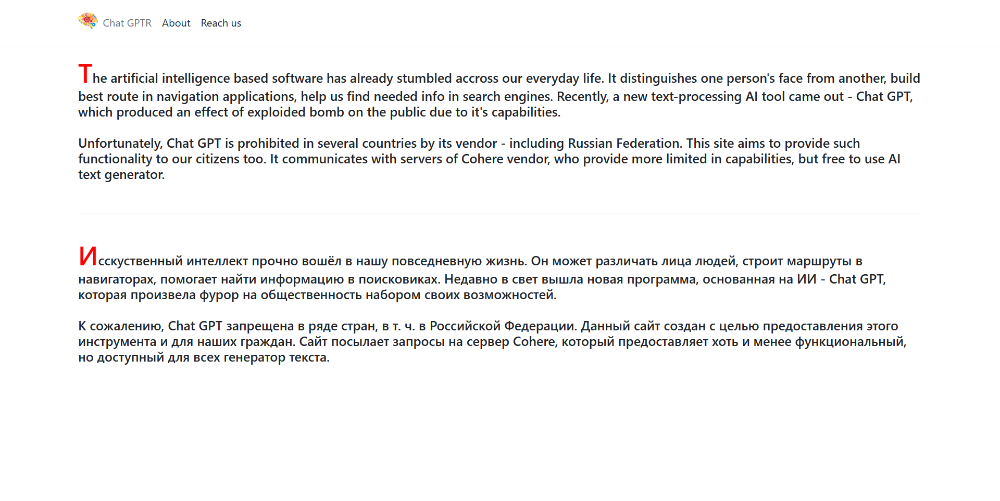 Chat GPTR About Reach us
The artificial intelligence based software has already stumbled accross our everyday life. It distinguishes one person's face from another, build
best route in navigation applications, help us find needed info in search engines. Recently, a new text-processing AI tool came out - Chat GPT,
which produced an effect of exploided bomb on the public due to it's capabilities.
Unfortunately, Chat GPT is prohibited in several countries by its vendor - including Russian Federation. This site aims to provide such
functionality to our citizens too. It communicates with servers of Cohere vendor, who provide more limited in capabilities, but free to use AI
text generator.
Исскуственный интеллект прочно вошёл в нашу повседневную жизнь. Он может различать лица людей, строит маршруты в
навигаторах, помогает найти информацию в поисковиках. Недавно в свет вышла новая программа, основанная на ИИ - Chat GPT,
которая произвела фурор на общественность набором своих возможностей.
К сожалению, Chat GPT запрещена в ряде стран, в т. ч. в Российской Федерации. Данный сайт создан с целью предоставления этого
инструмента и для наших граждан. Сайт посылает запросы на сервер Cohere, который предоставляет хоть и менее функциональный,
но доступный для всех генератор текста.